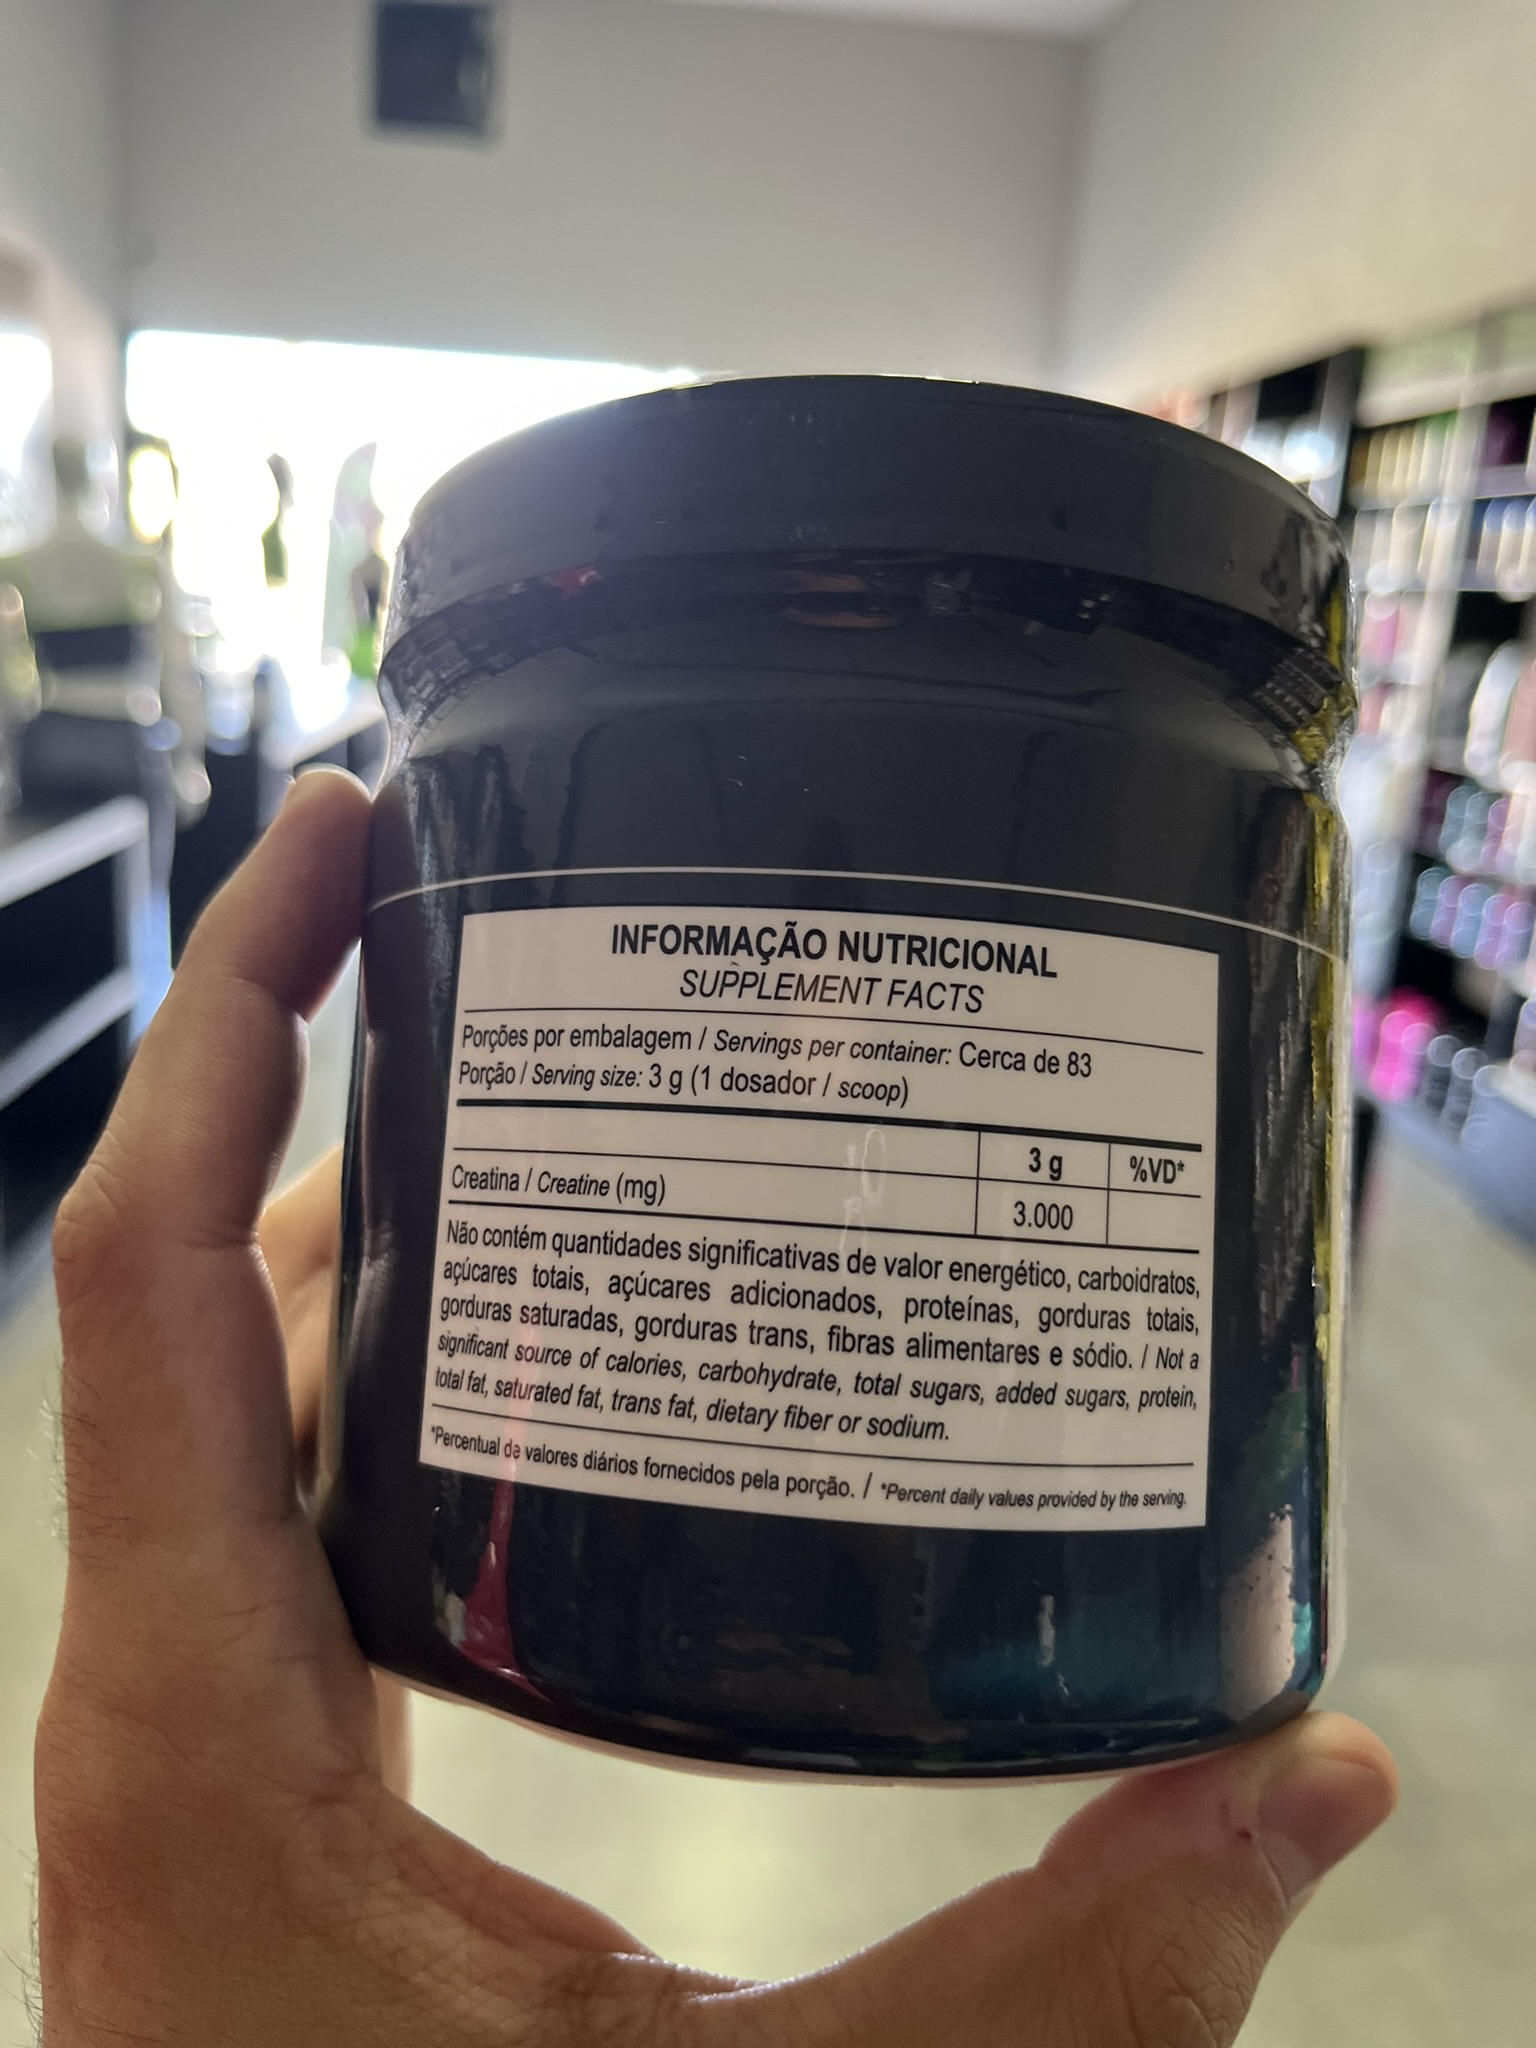 INFORMAÇÃO NUTRICIONAL
SUPPLEMENT FACTS
Porções por embalagem / Servings per container: Cerca de 83
Porção / Serving size: 3 g (1 dosador / scoop)
3 g %VD*
Creatina / Creatine (mg) 3.000
Não contém quantidades significativas de valor energético, carboidratos,
açúcares totais, açúcares adicionados, proteínas, gorduras totais,
gorduras saturadas, gorduras trans, fibras alimentares e sódio. / Not a
significant source of calories, carbohydrate, total sugars, added sugars, protein,
total fat, saturated fat, trans fat, dietary fiber or sodium.
*Percentual de valores diários fornecidos pela porção. / *Percent daily values provided by the serving.